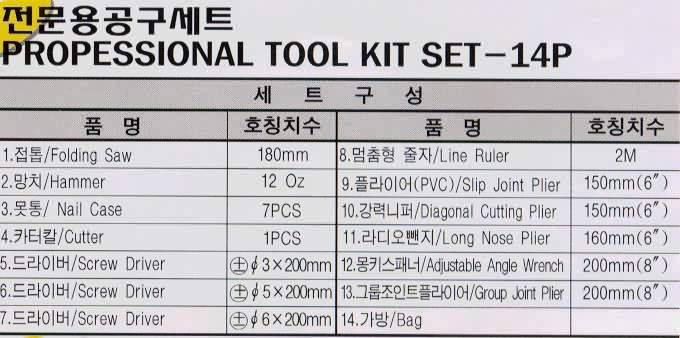 전문용공구세트
PROPESSIONAL TOOL KIT SET-14P
세 트 구 성
품 명 호칭치수 품 명 호칭치수
1.접톱/Folding Saw 180mm 8.멈춤형 줄자/Line Ruler 2M
2.망치/Hammer 12 Oz 9.플라이어(PVC)/Slip Joint Plier 150mm(6″)
3.못통/ Nail Case 7PCS 10.강력니퍼/Diagonal Cutting Plier 150mm(6″)
4.카터칼/Cutter 1PCS 11.라디오뺀지/Long Nose Plier 160mm(6″)
5.드라이버/Screw Driver ⊕⊖ϕ3×200mm 12.몽키스패너/Adjustable Angle Wrench 200mm(8″)
6.드라이버/Screw Driver ⊕⊖ϕ5×200mm 13.그룹조인트플라이어/Group Joint Plier 200mm(8″)
7.드라이버/Screw Driver ⊕⊖ϕ6×200mm 14.가방/Bag